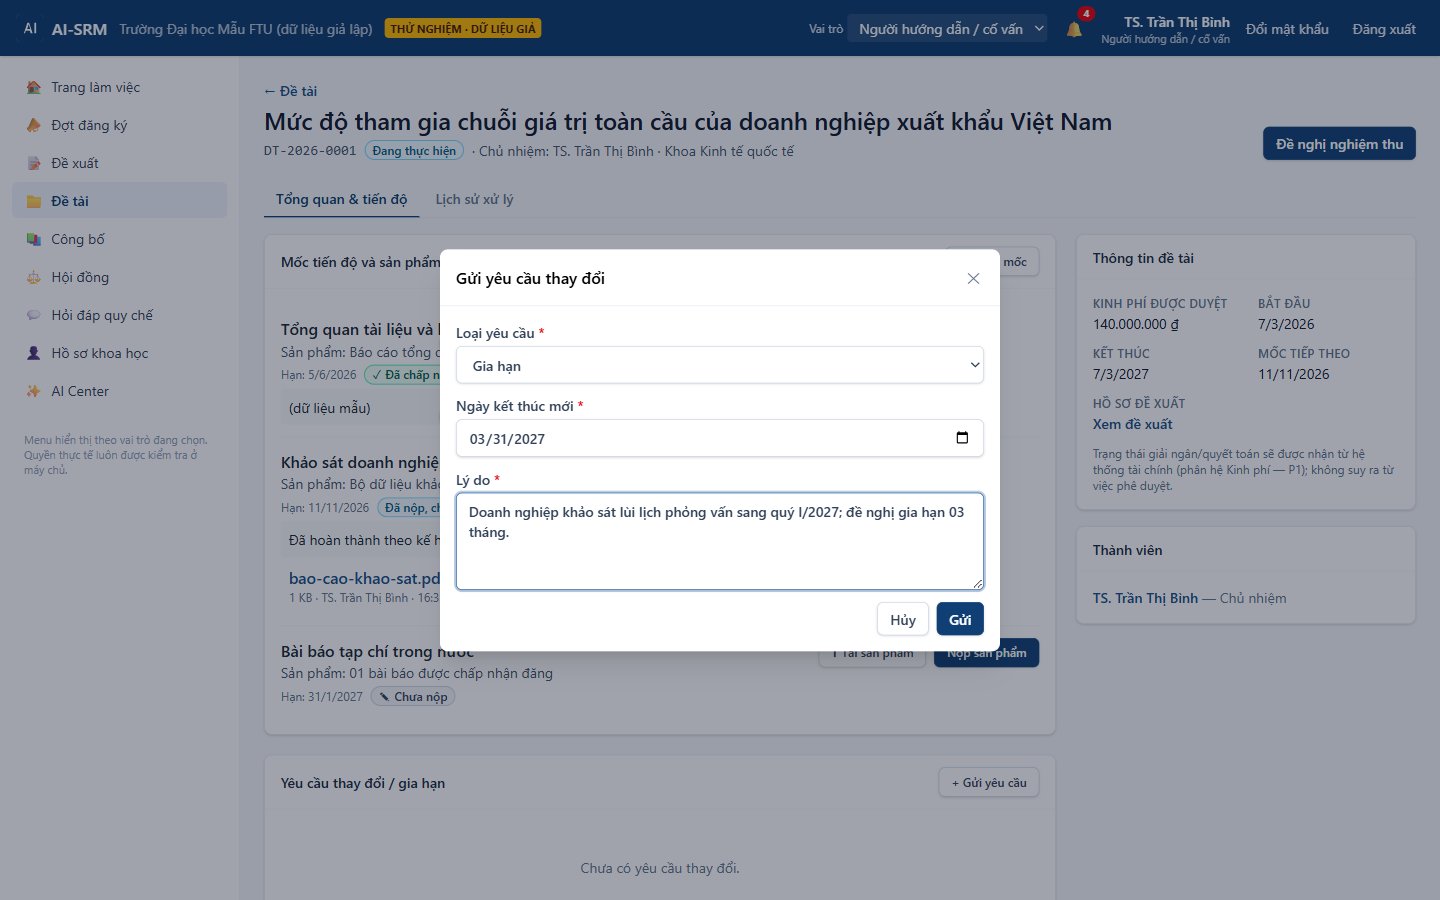 AI AI-SRM Trường Đại học Mẫu FTU (dữ liệu giả lập) THỬ NGHIỆM · DỮ LIỆU GIẢ
Vai trò Người hướng dẫn / cố vấn 4 TS. Trần Thị Bình
Người hướng dẫn / cố vấn
Đổi mật khẩu Đăng xuất
Trang làm việc
Đợt đăng ký
Đề xuất
Đề tài
Công bố
Hội đồng
Hỏi đáp quy chế
Hồ sơ khoa học
AI Center
Menu hiển thị theo vai trò đang chọn.
Quyền thực tế luôn được kiểm tra ở
máy chủ.
← Đề tài
Mức độ tham gia chuỗi giá trị toàn cầu của doanh nghiệp xuất khẩu Việt Nam
DT-2026-0001 Đang thực hiện · Chủ nhiệm: TS. Trần Thị Bình · Khoa Kinh tế quốc tế
Đề nghị nghiệm thu
Tổng quan & tiến độ Lịch sử xử lý
Mốc tiến độ và sản phẩm
mốc
Tổng quan tài liệu và
Sản phẩm: Báo cáo tổng
Hạn: 5/6/2026 ✓ Đã chấp
(dữ liệu mẫu)
Khảo sát doanh nghiệ
Sản phẩm: Bộ dữ liệu
Hạn: 11/11/2026 Đã nộp,
Đã hoàn thành theo kế
bao-cao-khao-sat.pd
1 KB · TS. Trần Thị Bình · 16:3
Bài báo tạp chí trong nước
Sản phẩm: 01 bài báo được chấp nhận đăng
Hạn: 31/1/2027 Chưa nộp
Tải sản phẩm Nộp sản phẩm
Gửi yêu cầu thay đổi
Loại yêu cầu *
Gia hạn
Ngày kết thúc mới *
03/31/2027
Lý do *
Doanh nghiệp khảo sát lùi lịch phỏng vấn sang quý I/2027; đề nghị gia hạn 03
tháng.
Hủy Gửi
Yêu cầu thay đổi / gia hạn
+ Gửi yêu cầu
Chưa có yêu cầu thay đổi.
Thông tin đề tài
KINH PHÍ ĐƯỢC DUYỆT BẮT ĐẦU
140.000.000 ₫ 7/3/2026
KẾT THÚC MỐC TIẾP THEO
7/3/2027 11/11/2026
HỒ SƠ ĐỀ XUẤT
Xem đề xuất
Trạng thái giải ngân/quyết toán sẽ được nhận từ hệ
thống tài chính (phân hệ Kinh phí — P1); không suy ra từ
việc phê duyệt.
Thành viên
TS. Trần Thị Bình — Chủ nhiệm